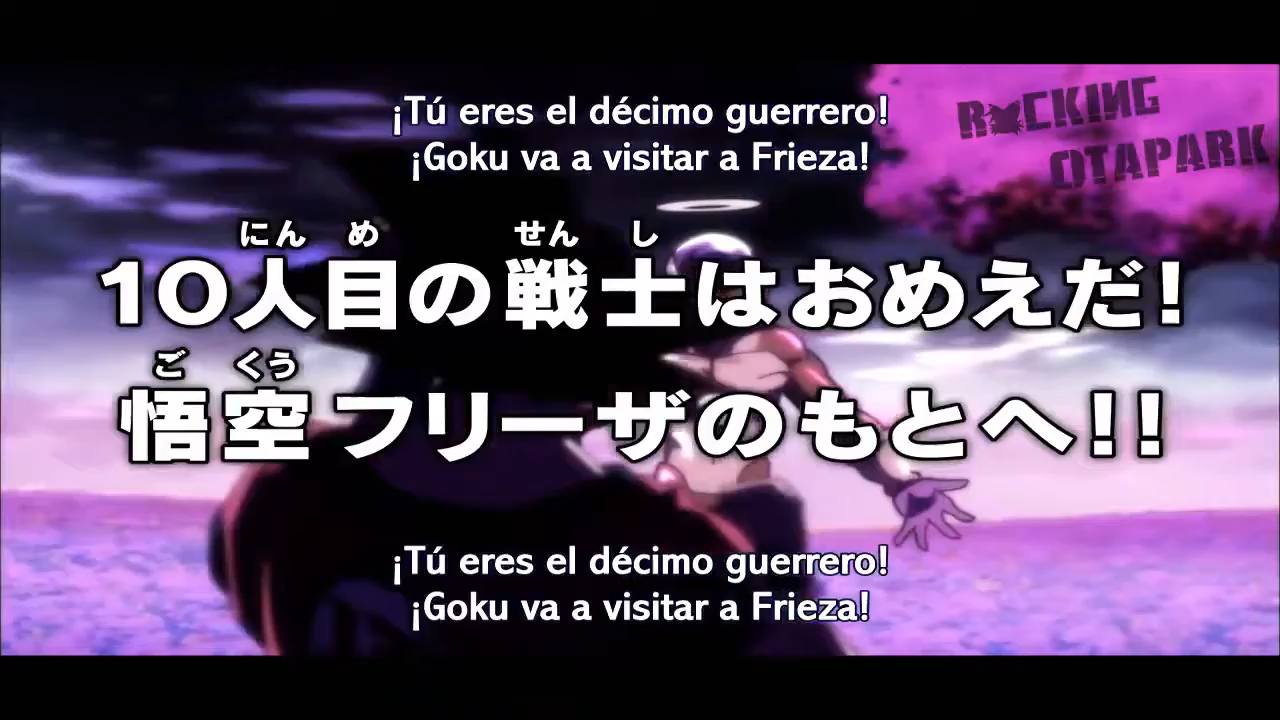 ¡Tú eres el décimo guerrero!
¡Goku va a visitar a Frieza!
ROCKING
OTAPARK
にん め せん し
10人目の戦士はおめえだ!
ご くう
悟空フリーザのもとへ!!
¡Tú eres el décimo guerrero!
¡Goku va a visitar a Frieza!